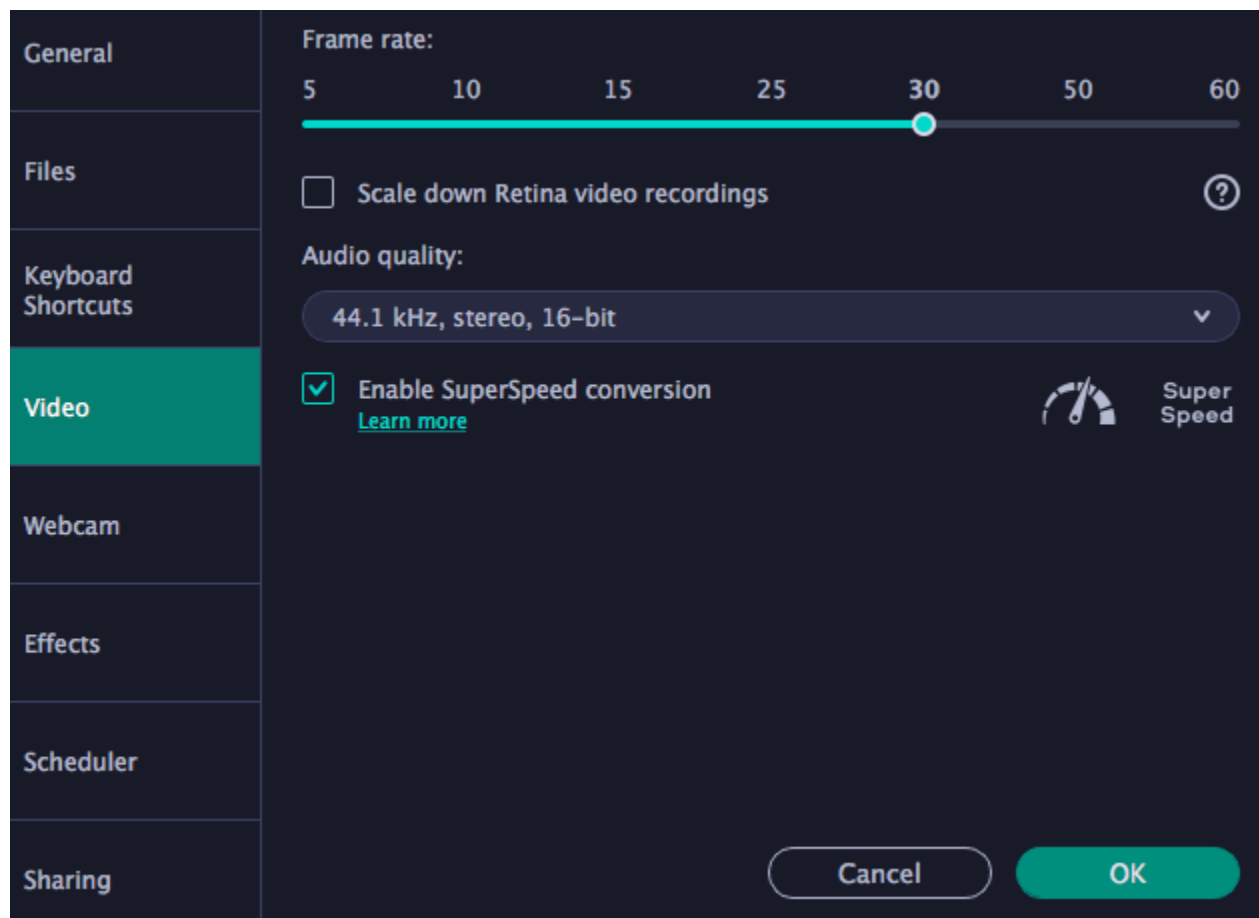 General
Files
Keyboard
Shortcuts
Video
Webcam
Effects
Scheduler
Sharing
Frame rate:
5 10 15 25 30 50 60
Scale down Retina video recordings
?
Audio quality:
44.1 kHz, stereo, 16-bit
Enable SuperSpeed conversion
Learn more
Super
Speed
Cancel OK